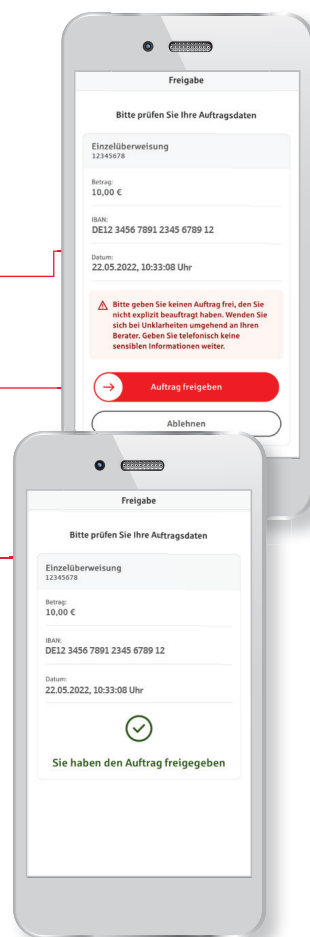 Freigabe
Bitte prüfen Sie Ihre Auftragsdaten
Einzelüberweisung
12345678
Betrag:
10,00 €
IBAN:
DE12 3456 7891 2345 6789 12
Datum:
22.05.2022, 10:33:08 Uhr
Bitte geben Sie keinen Auftrag frei, den Sie
nicht explizit beauftragt haben. Wenden Sie
sich bei Unklarheiten umgehend an Ihren
Berater. Geben Sie telefonisch keine
sensiblen Informationen weiter.
Auftrag freigeben
Ablehnen
Freigabe
Bitte prüfen Sie Ihre Auftragsdaten
Einzelüberweisung
12345678
Betrag:
10,00 €
IBAN:
DE12 3456 7891 2345 6789 12
Datum:
22.05.2022, 10:33:08 Uhr
Sie haben den Auftrag freigegeben